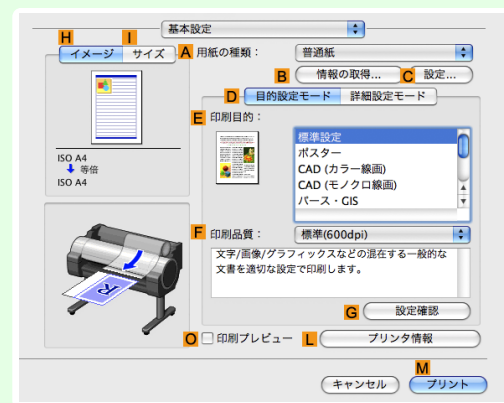 基本設定
H I
イメージ サイズ A 用紙の種類： 普通紙
B 情報の取得... C 設定...
D 目的設定モード 詳細設定モード
E 印刷目的：
標準設定
ポスター
CAD (カラー線画)
CAD (モノクロ線画)
パース・GIS
ISO A4
等倍
ISO A4
F 印刷品質： 標準(600dpi)
文字/画像/グラフィックスなどの混在する一般的な
文書を適切な設定で印刷します。
G 設定確認
O 印刷プレビュー L プリンタ情報
M
キャンセル プリント